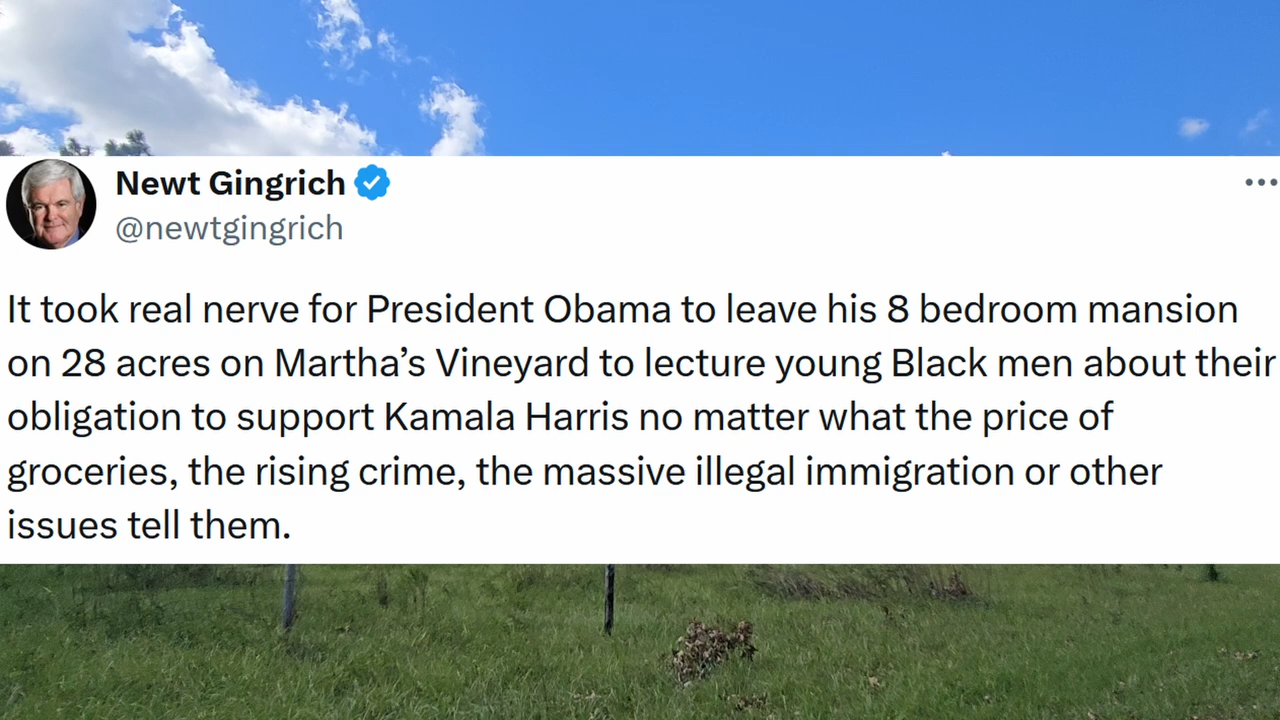 Newt Gingrich
@newtgingrich
It took real nerve for President Obama to leave his 8 bedroom mansion
on 28 acres on Martha’s Vineyard to lecture young Black men about their
obligation to support Kamala Harris no matter what the price of
groceries, the rising crime, the massive illegal immigration or other
issues tell them.